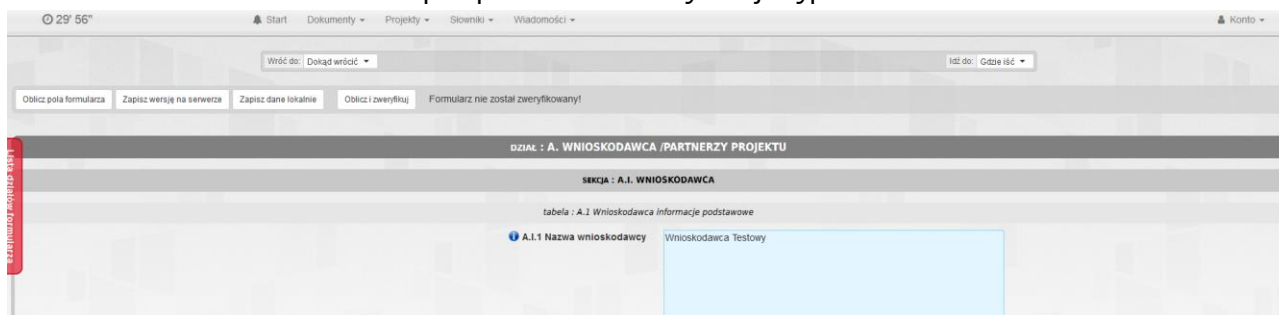 29' 56" Start Dokumenty Projekty Słowniki Wiadomości Konto
Wróć do: Dokąd wrócić Idź do: Gdzie iść
Oblicz pola formularza Zapisz wersję na serwerze Zapisz dane lokalnie Oblicz i zweryfikuj Formularz nie został zweryfikowany!
DZIAŁ : A. WNIOSKODAWCA /PARTNERZY PROJEKTU
SEKCJA : A.I. WNIOSKODAWCA
tabela : A.1 Wnioskodawca informacje podstawowe
A.I.1 Nazwa wnioskodawcy Wnioskodawca Testowy
Lista działów formularza